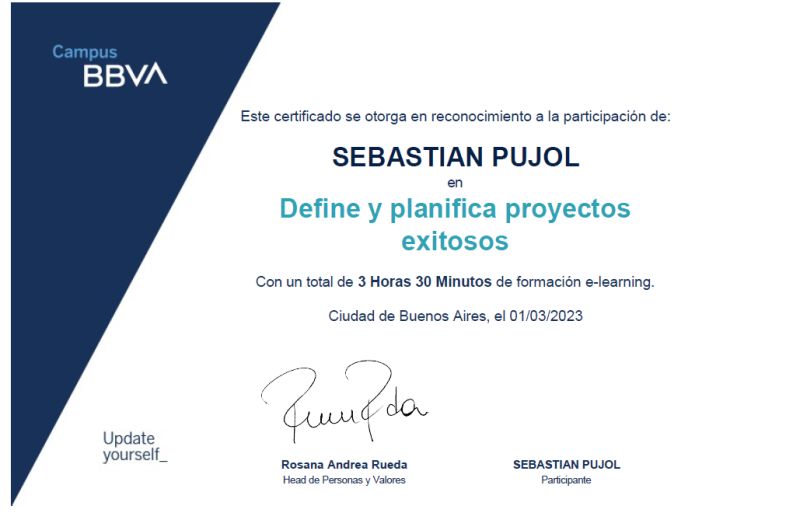 Campus
BBVA
Este certificado se otorga en reconocimiento a la participación de:
SEBASTIAN PUJOL
en
Define y planifica proyectos
exitosos
Con un total de 3 Horas 30 Minutos de formación e-learning.
Ciudad de Buenos Aires, el 01/03/2023
Update
yourself_
Rosana Andrea Rueda
Head de Personas y Valores
SEBASTIAN PUJOL
Participante